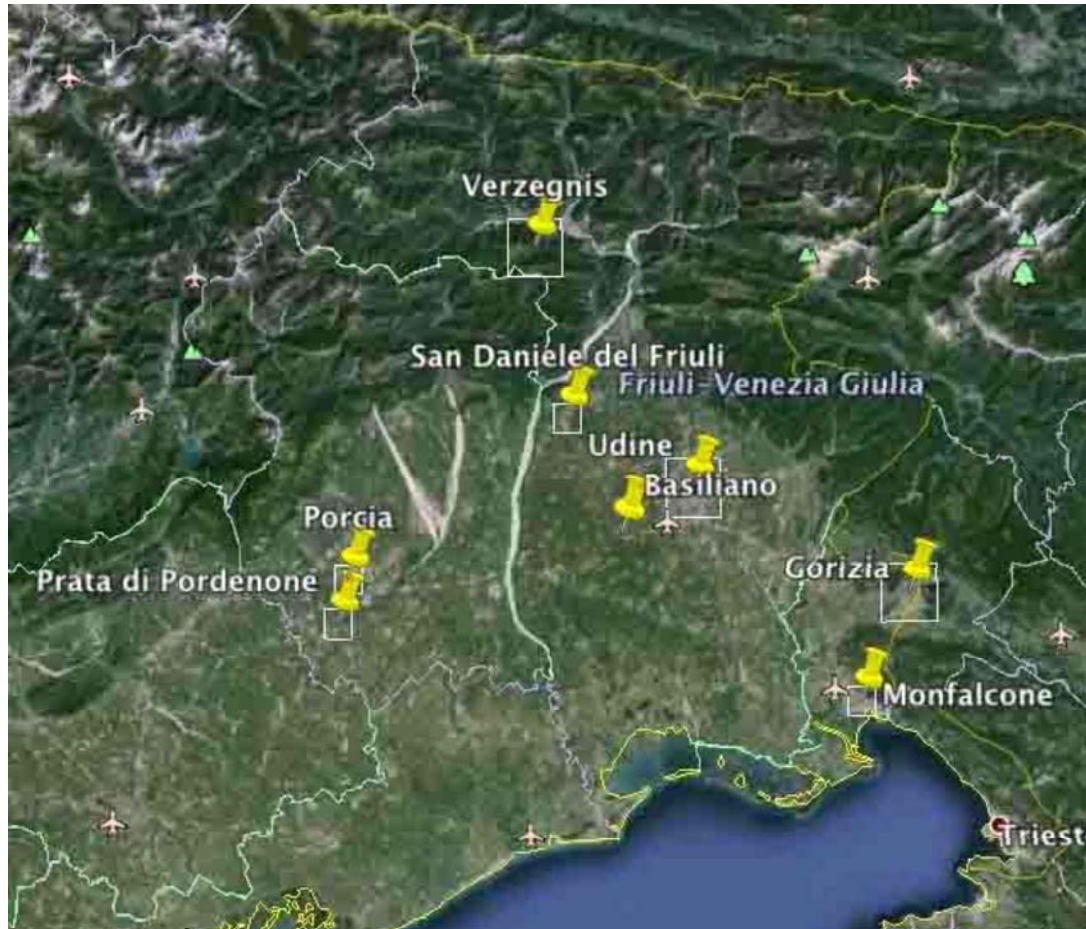 Verzegnis
San Daniele del Friuli
Friuli-Venezia Giulia
Udine
Basiliano
Porcia
Prata di Pordenone
Gorizia
Monfalcone
Triest